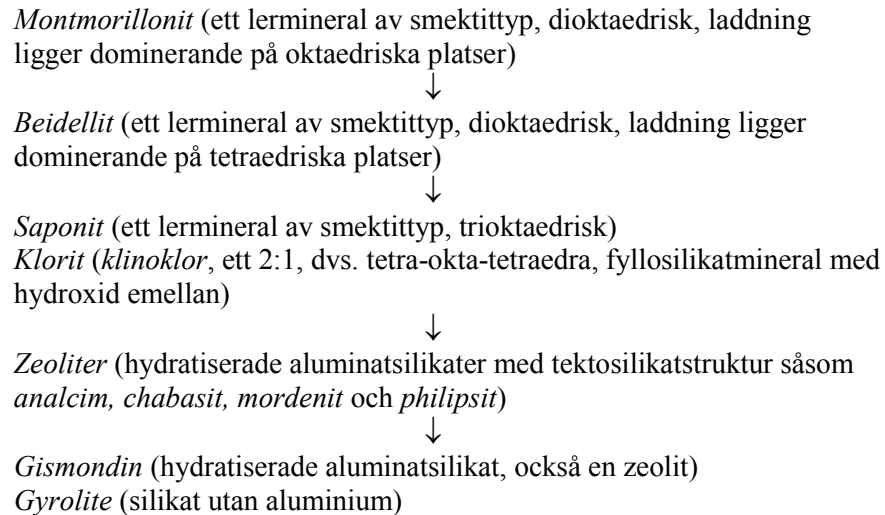 Montmorillonit (ett lermineral av smektittyp, dioktaedrisk, laddning
ligger dominerande på oktaedriska platser)
↓
Beidellit (ett lermineral av smektittyp, dioktaedrisk, laddning ligger
dominerande på tetraedriska platser)
↓
Saponit (ett lermineral av smektittyp, trioktaedrisk)
Klorit (klinoklor, ett 2:1, dvs. tetra-okta-tetraedra, fyllosilikatmineral med
hydroxid emellan)
↓
Zeoliter (hydratiserade aluminatsilikater med tektosilikatstruktur såsom
analcim, chabasit, mordenit och philipsit)
↓
Gismondin (hydratiserade aluminatsilikat, också en zeolit)
Gyrolite (silikat utan aluminium)